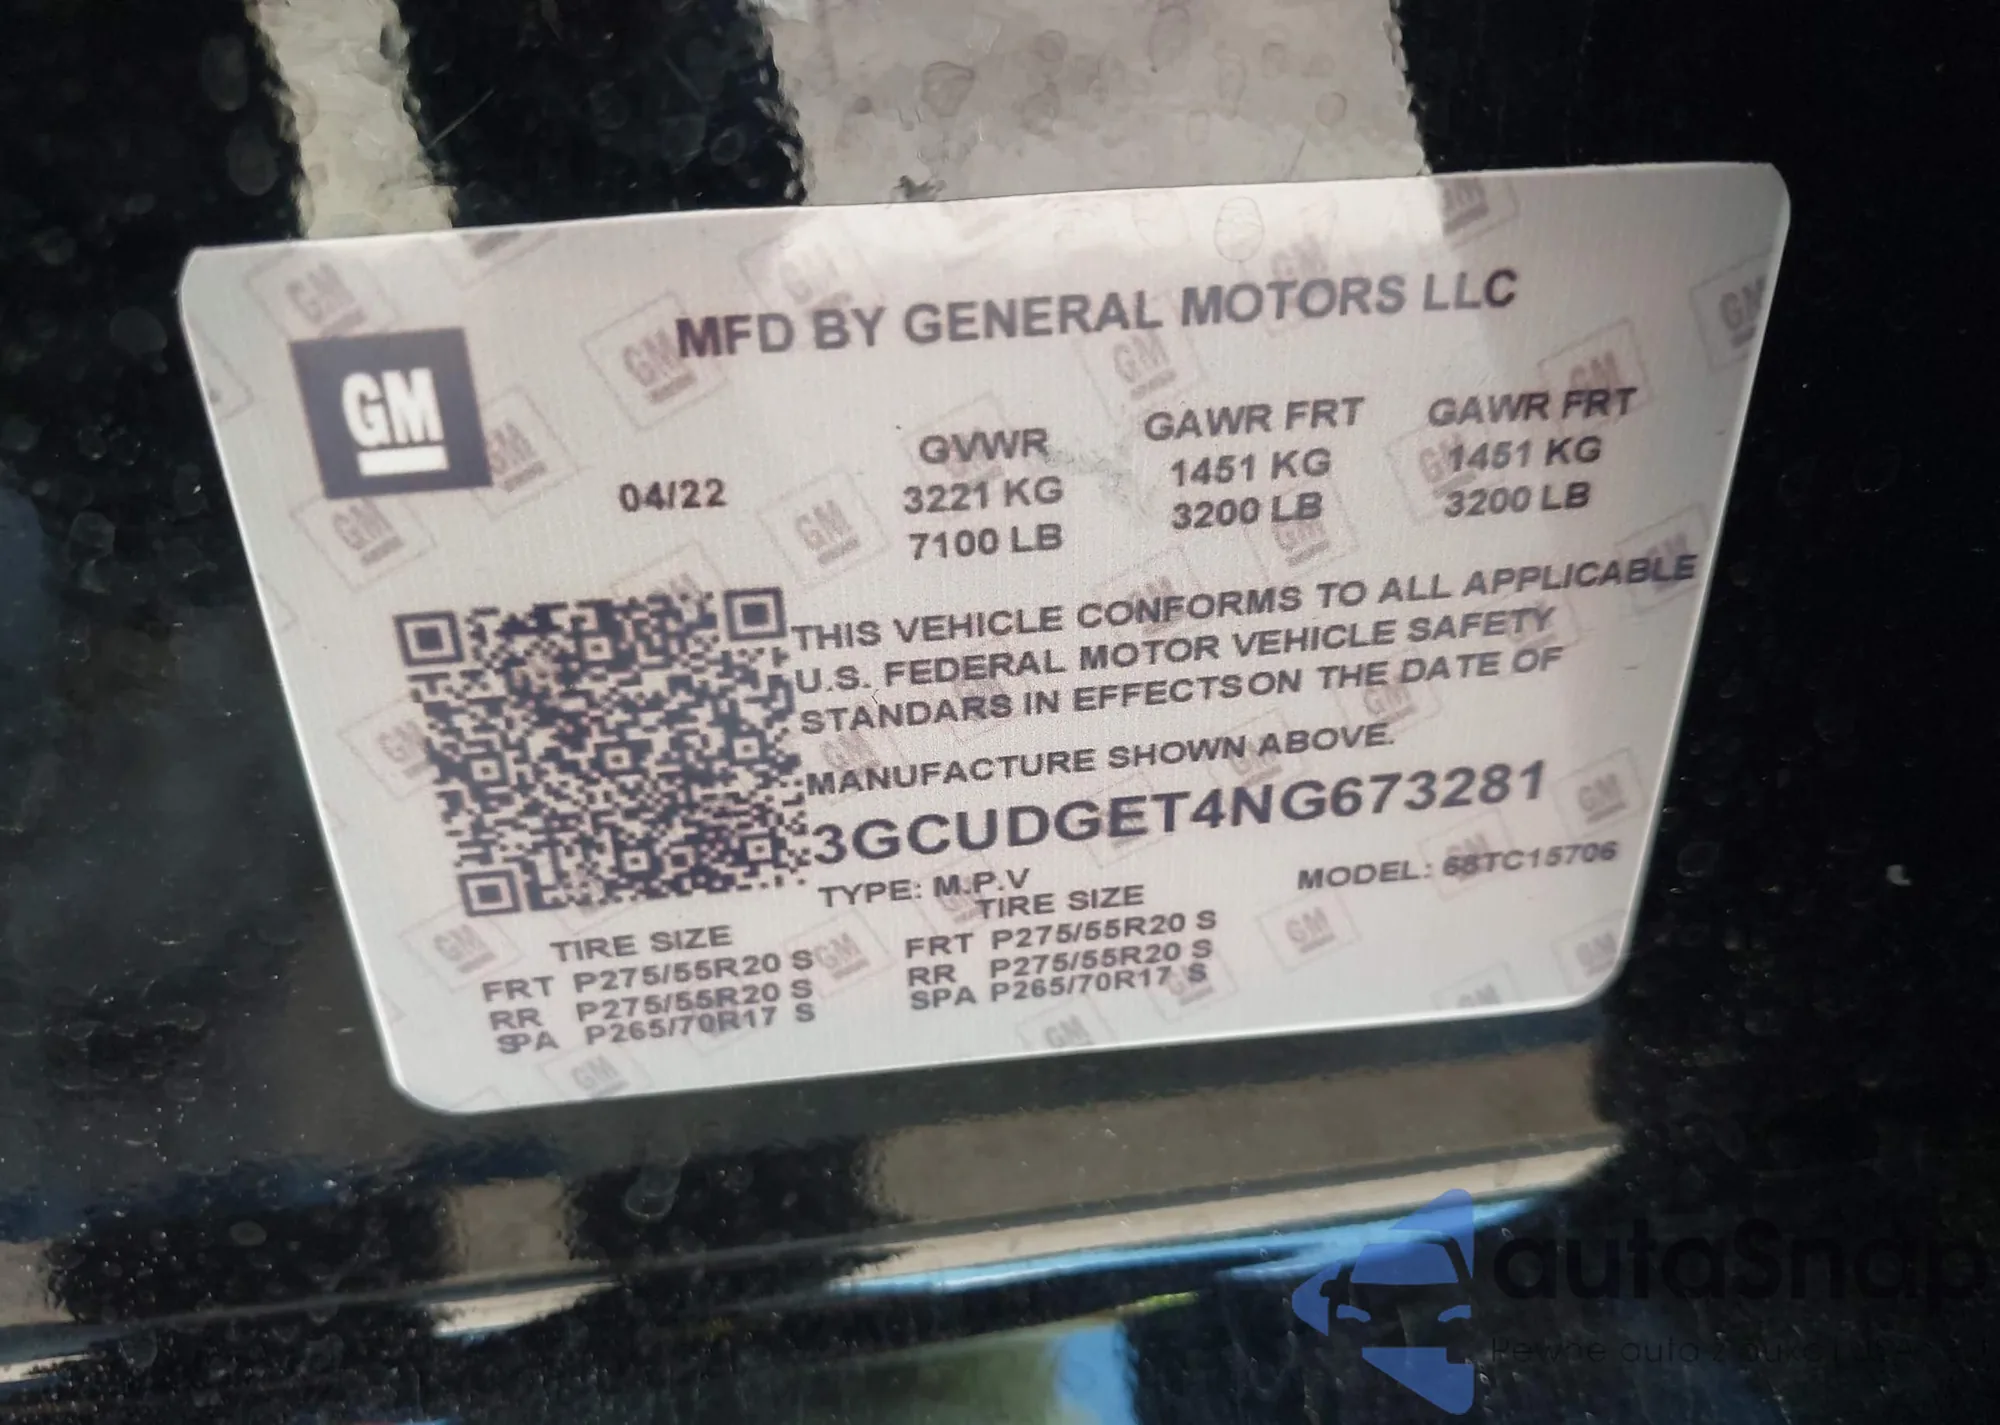 MFD BY GENERAL MOTORS LLC
GM
04/22
GVWR
3221 KG
7100 LB
GAWR FRT
1451 KG
3200 LB
GAWR FRT
1451 KG
3200 LB
THIS VEHICLE CONFORMS TO ALL APPLICABLE
U.S. FEDERAL MOTOR VEHICLE SAFETY
STANDARS IN EFFECTSON THE DATE OF
MANUFACTURE SHOWN ABOVE.
3GCUDGET4NG673281
TYPE: M.P.V
MODEL: 68TC15706
TIRE SIZE
FRT P275/55R20 S
RR P275/55R20 S
SPA P265/70R17 S
TIRE SIZE
FRT P275/55R20 S
RR P275/55R20 S
SPA P265/70R17 S
autaSnap